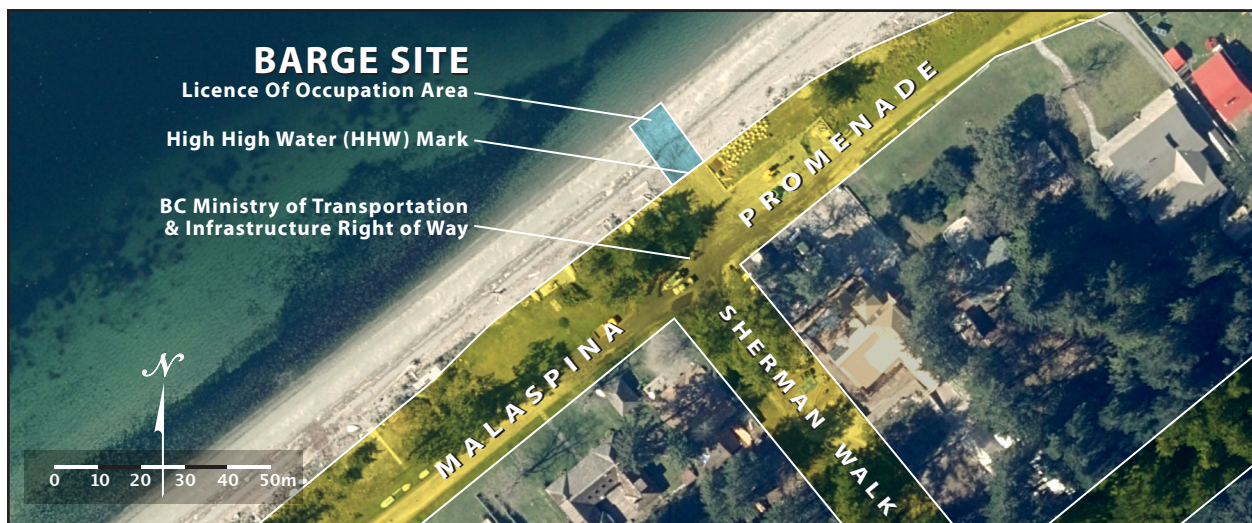 BARGE SITE
Licence Of Occupation Area
High High Water (HHW) Mark
BC Ministry of Transportation
& Infrastructure Right of Way
PROMENADE
MALASPINA
SHERMAN WALK
N
0 10 20 30 40 50m